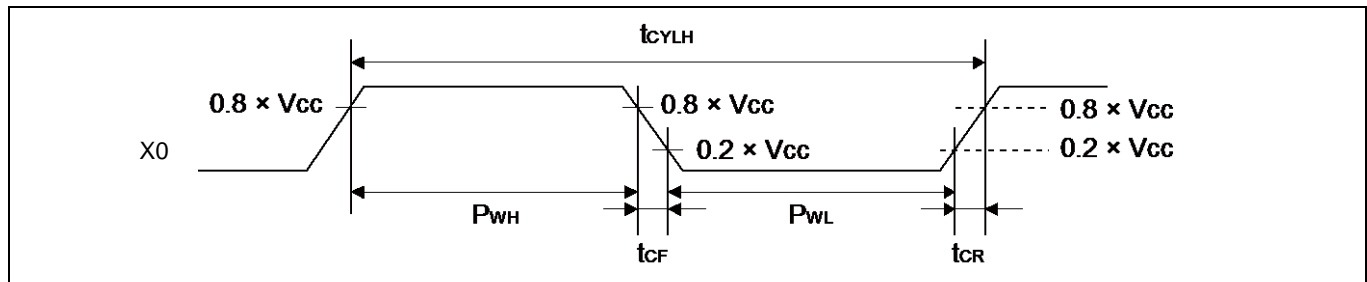 tCYLH
0.8 × Vcc
0.8 × Vcc
0.8 × Vcc
X0
0.2 × Vcc
0.2 × Vcc
PWH
PWL
tCF
tCR